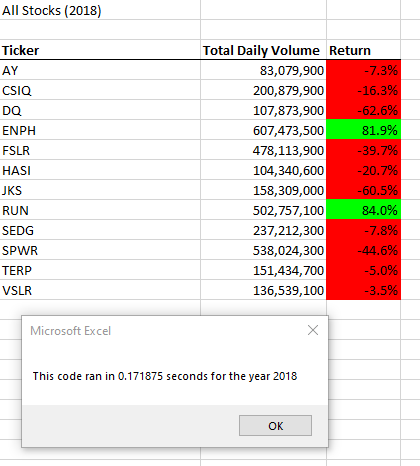 All Stocks (2018)
Ticker Total Daily Volume Return
AY 83,079,900 -7.3%
CSIQ 200,879,900 -16.3%
DQ 107,873,900 -62.6%
ENPH 607,473,500 81.9%
FSLR 478,113,900 -39.7%
HASI 104,340,600 -20.7%
JKS 158,309,000 -60.5%
RUN 502,757,100 84.0%
SEDG 237,212,300 -7.8%
SPWR 538,024,300 -44.6%
TERP 151,434,700 -5.0%
VSLR 136,539,100 -3.5%
Microsoft Excel
This code ran in 0.171875 seconds for the year 2018
OK